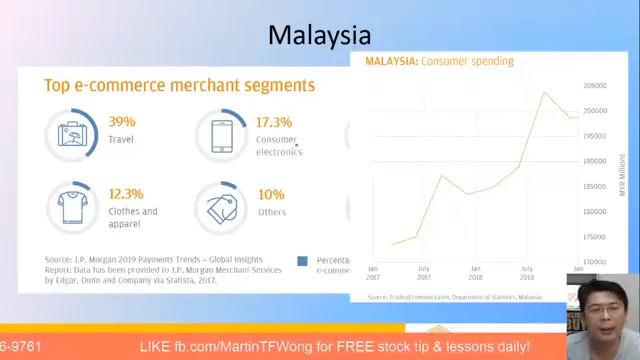 Malaysia
Top e-commerce merchant segments
39%
Travel
17.3%
Consumer
electronics
12.3%
Clothes and
apparel
10%
Others
Source: J.P. Morgan 2019 Payments Trends – Global Insights
Report: Data has been provided to J.P. Morgan Merchant Services
by Edgar, Dunn and Company via Statista, 2017.
Percenta
e-comme
MALAYSIA: Consumer spending
205000
200000
195000
190000
185000
180000
175000
170000
MYR Millions
Jan
2017
July
2017
Jan
2018
July
2018
Jan
Source: TradingEconomics.com, Department of Statistics, Malaysia.
6-9761
LIKE fb.com/MartinTFWong for FREE stock tip & lessons daily!